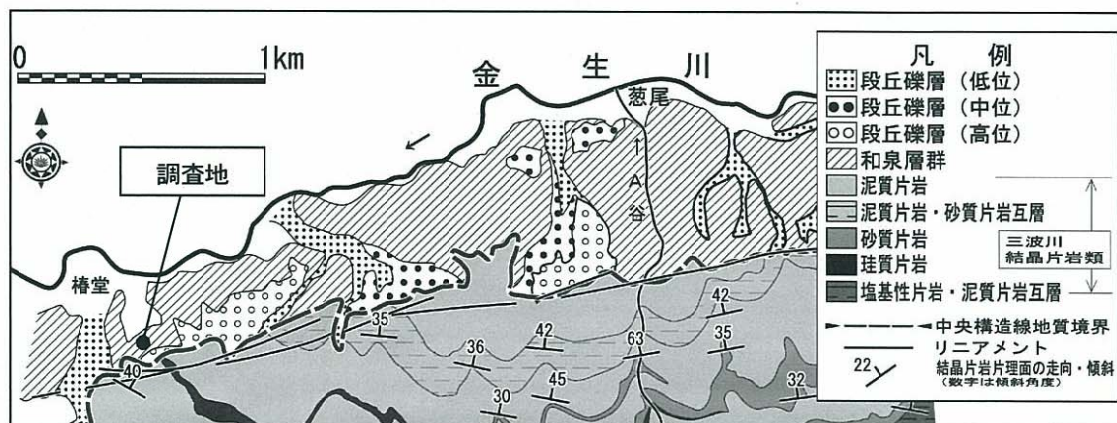 0 1km
金生川
葱尾
↑
A
谷
調査地
椿堂
40
35
36
30
42
45
63
42
35
32
凡 例
段丘礫層(低位)
段丘礫層(中位)
段丘礫層(高位)
和泉層群
泥質片岩
泥質片岩・砂質片岩互層
砂質片岩
珪質片岩
塩基性片岩・泥質片岩互層
三波川
結晶片岩類
中央構造線地質境界
リニアメント
22 結晶片岩片理面の走向・傾斜
(数字は傾斜角度)